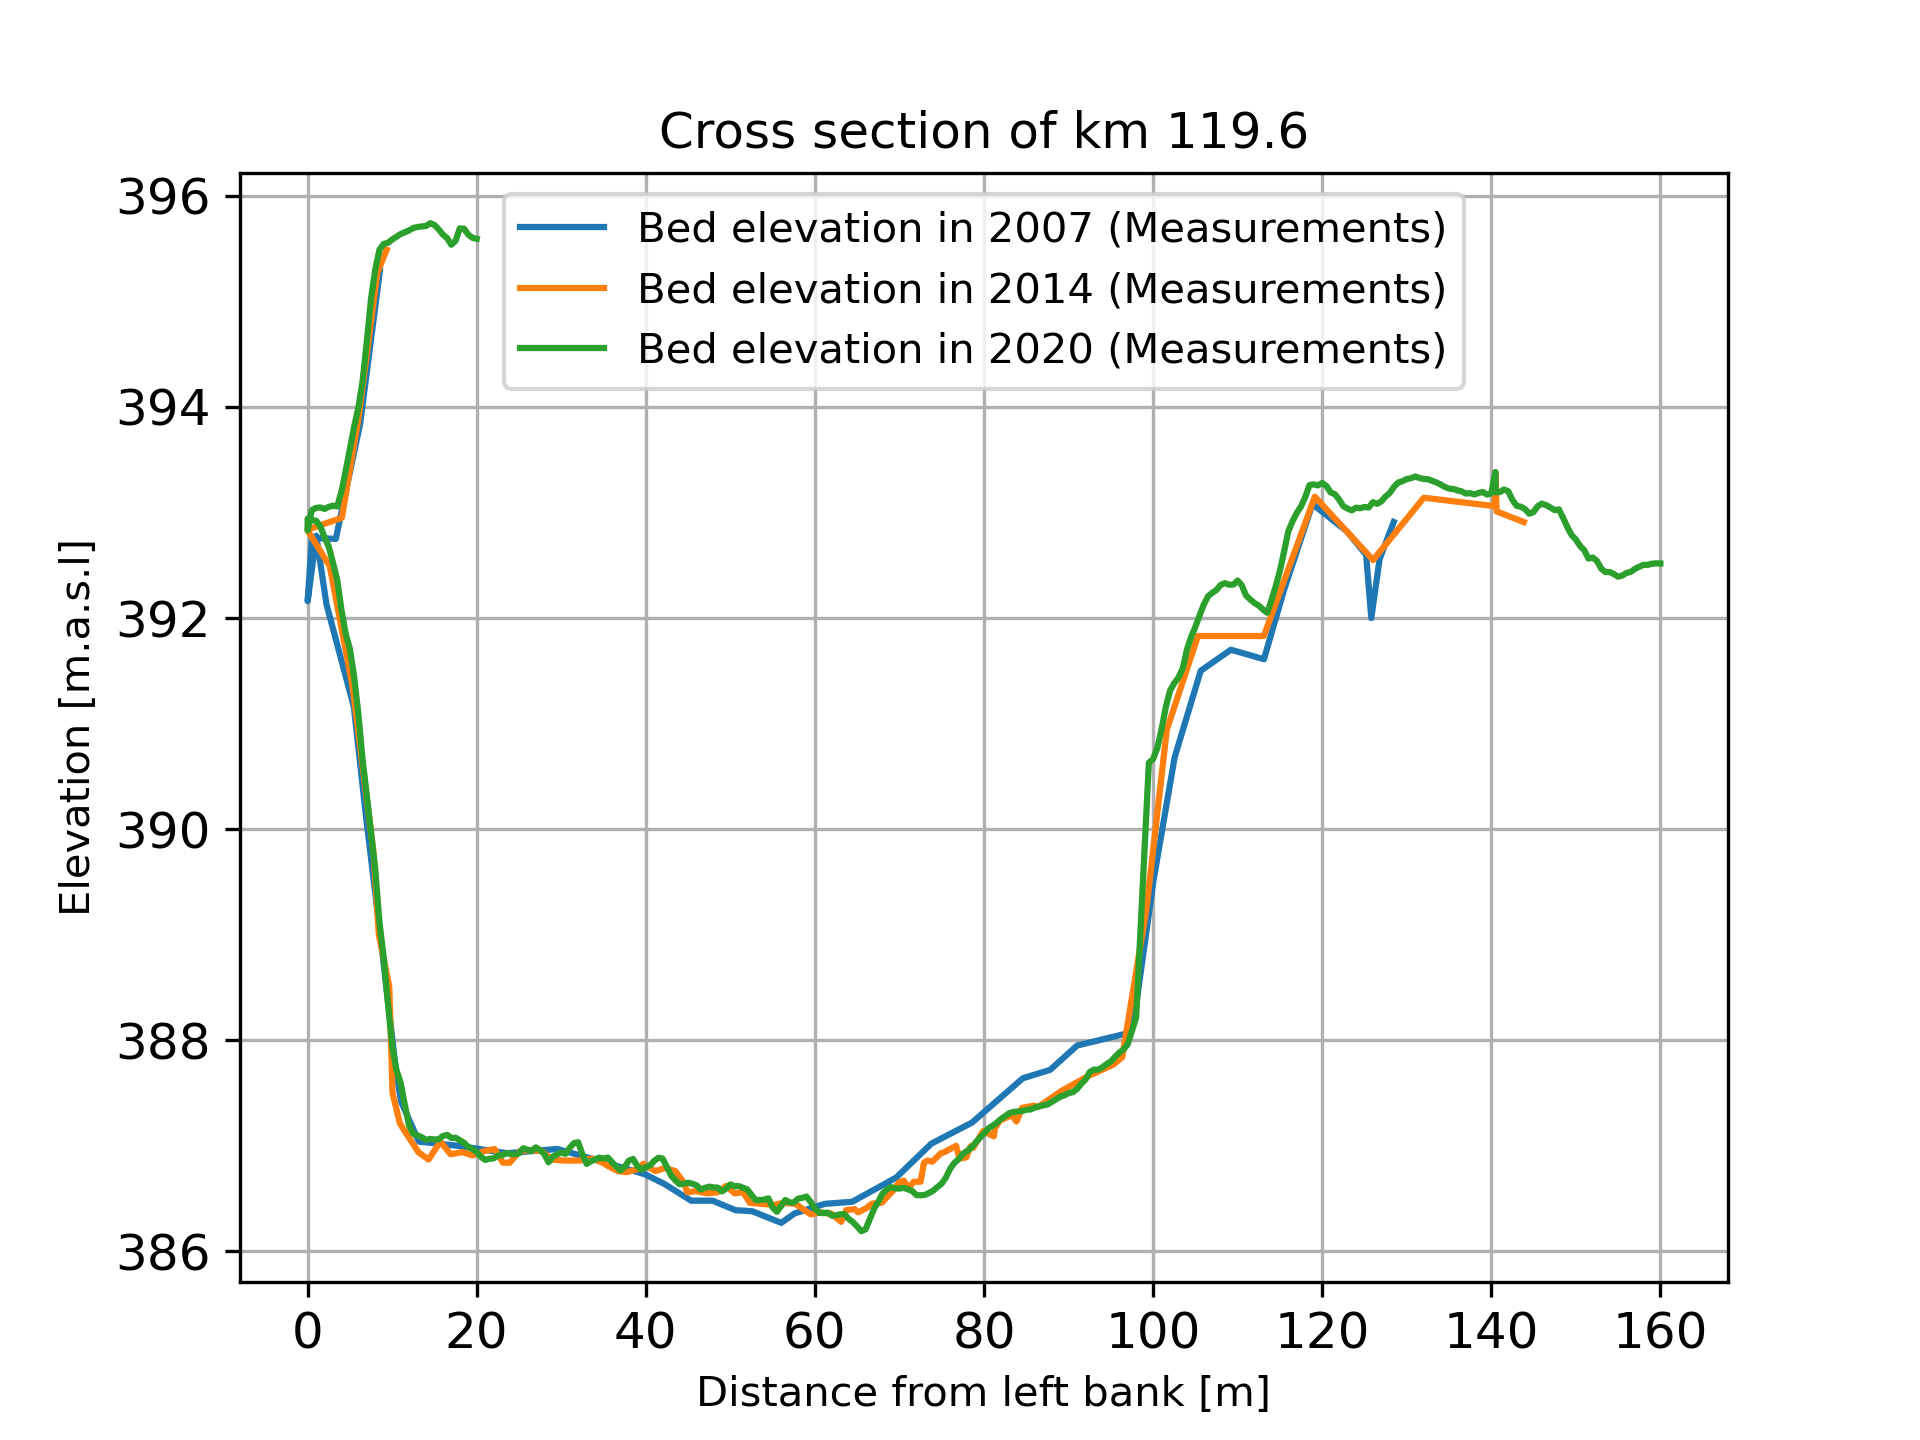 Cross section of km 119.6
Bed elevation in 2007 (Measurements)
Bed elevation in 2014 (Measurements)
Bed elevation in 2020 (Measurements)
Elevation [m.a.s.l]
396
394
392
390
388
386
0 20 40 60 80 100 120 140 160
Distance from left bank [m]